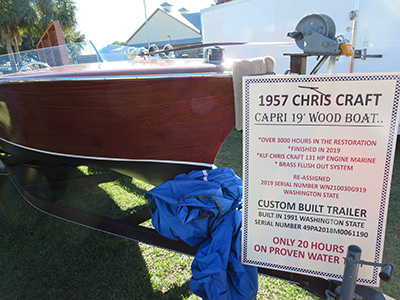 1957 CHRIS CRAFT
CAPRI 19' WOOD BOAT..
*OVER 3000 HOURS IN THE RESTORATION
*FINISHED IN 2019
*KLF CHRIS CRAFT 131 HP ENGINE MARINE
* BRASS FLUSH OUT SYSTEM
RE-ASSIGNED
2019 SERIAL NUMBER WNZ10030G919
WASHINGTON STATE
CUSTOM BUILT TRAILER
BUILT IN 1991 WASHINGTON STATE
SERIAL NUMBER 49PA2018M0061190
ONLY 20 HOURS
ON PROVEN WATER